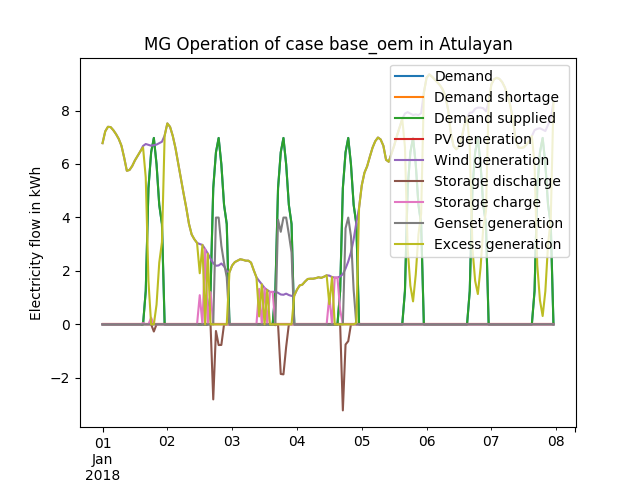 MG Operation of case base_oem in Atulayan
Demand
Demand shortage
Demand supplied
PV generation
Wind generation
Storage discharge
Storage charge
Genset generation
Excess generation
Electricity flow in kWh
8
6
4
2
0
−2
01 02 03 04 05 06 07 08
Jan
2018